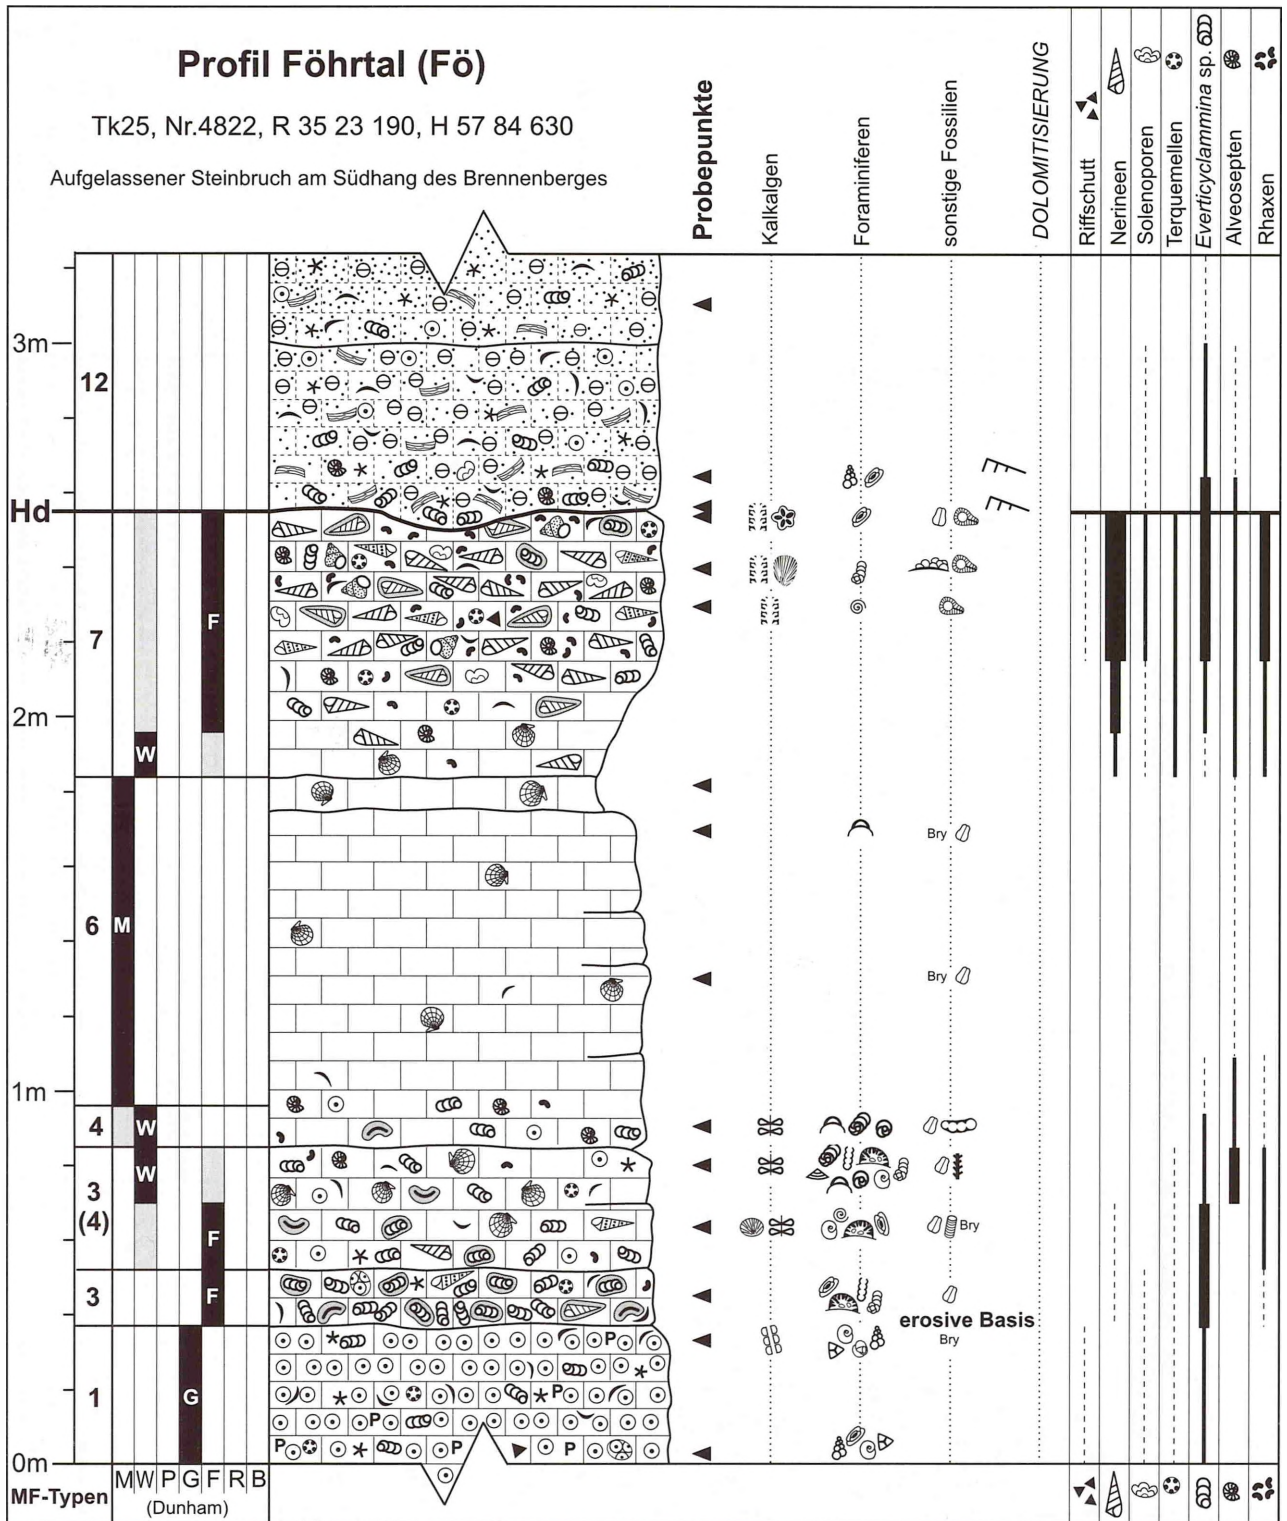 Profil Föhrtal (Fö)
Tk25, Nr.4822, R 35 23 190, H 57 84 630
Aufgelassener Steinbruch am Südhang des Brennenberges
Probepunkte
Kalkalgen
Foraminiferen
sonstige Fossilien
DOLOMITISIERUNG
Riffschutt
Nerineen
Solenoporen
Terquemellen
Everticyclammina sp.
Alveosepten
Rhaxen
3m
12
Hd
F
7
2m
W
M
6
Bry
Bry
1m
4
W
W
3
(4)
F
Bry
3
F
erosive Basis
P
Bry
1
G
P
P
P
P
P
0m
M W P G F R B
MF-Typen
(Dunham)